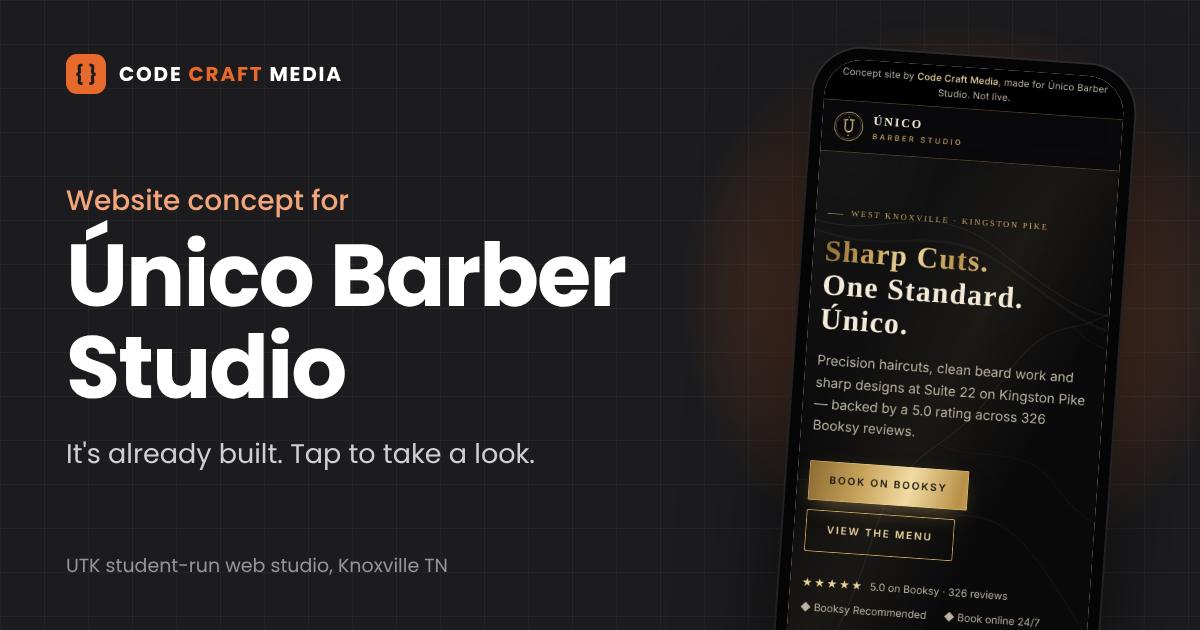 { } CODE CRAFT MEDIA
Website concept for
Único Barber
Studio
It's already built. Tap to take a look.
UTK student-run web studio, Knoxville TN
Concept site by Code Craft Media, made for Único Barber
Studio. Not live.
Ú
ÚNICO
BARBER STUDIO
WEST KNOXVILLE · KINGSTON PIKE
Sharp Cuts.
One Standard.
Único.
Precision haircuts, clean beard work and
sharp designs at Suite 22 on Kingston Pike
— backed by a 5.0 rating across 326
Booksy reviews.
BOOK ON BOOKSY
VIEW THE MENU
★★★★★ 5.0 on Booksy · 326 reviews
◆ Booksy Recommended ◆ Book online 24/7